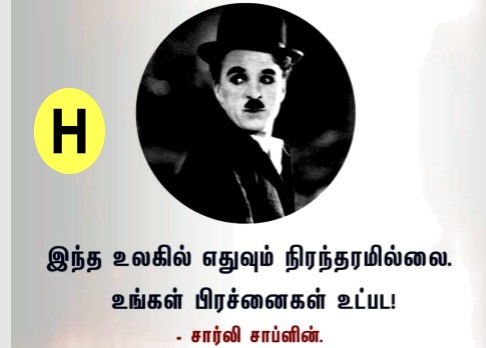 H
இந்த உலகில் எதுவும் நிரந்தரமில்லை.
உங்கள் பிரச்னைகள் உட்பட!
- சார்லி சாப்ளின்.